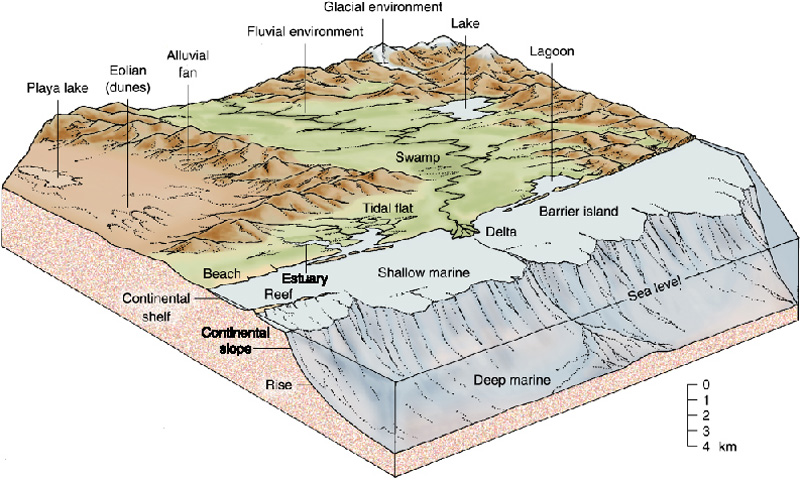 Glacial environment
Lake
Fluvial environment
Lagoon
Alluvial
fan
Eolian
(dunes)
Playa lake
Swamp
Tidal flat
Barrier island
Delta
Beach
Estuary
Shallow marine
Sea level
Reef
Continental
shelf
Continental
slope
Rise
Deep marine
0
1
2
3
4 km